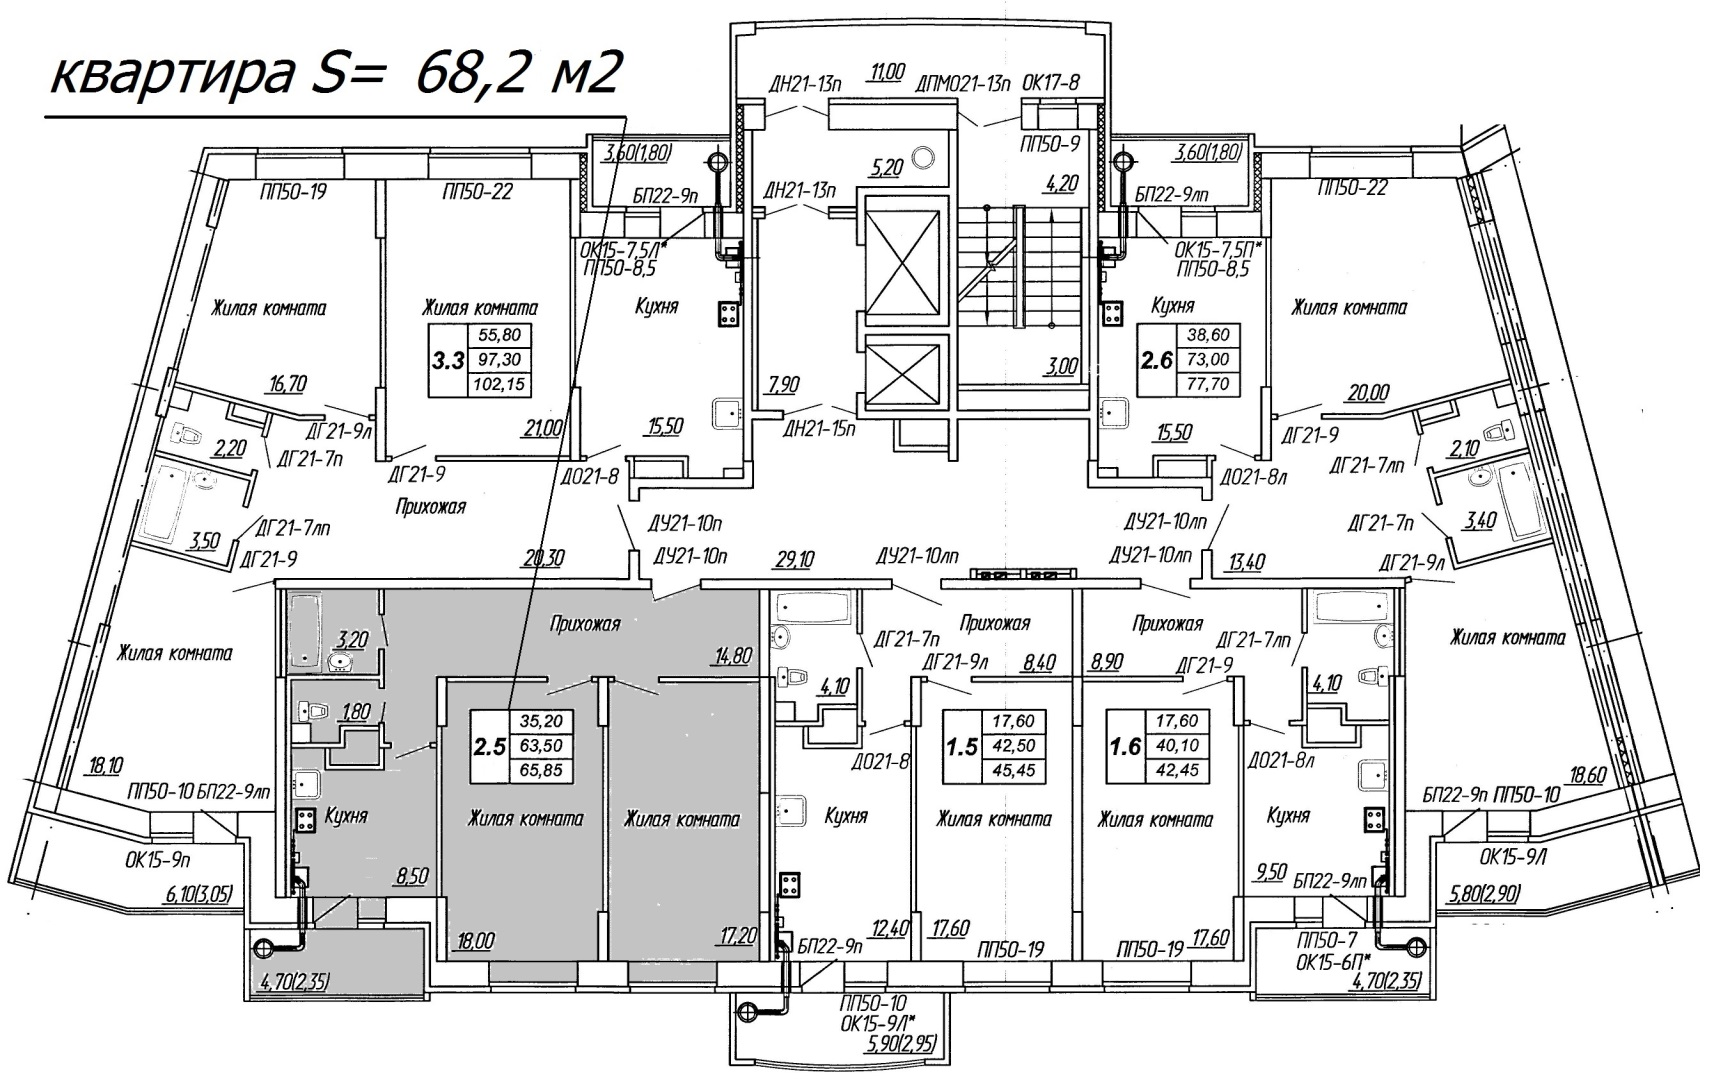 квартира S= 68,2 м2
11,00
ДН21-13п
ДПМО21-13п
ОК17-8
3,60(1,80)
ПП50-9
3,60(1,80)
5,20
ПП50-19
ПП50-22
БП22-9п
ДН21-13п
4,20
БП22-9лп
ПП50-22
ОК15-7,5Л*
ПП50-8,5
ОК15-7,5П*
ПП50-8,5
Жилая комната
Жилая комната
Кухня
Кухня
Жилая комната
3.3
55,80
97,30
102,15
2.6
38,60
73,00
77,70
16,70
7,90
3,00
20,00
21,00
15,50
ДН21-15п
15,50
ДГ21-9л
ДГ21-9
2,20
ДГ21-7п
ДГ21-9
ДО21-8
ДО21-8л
ДГ21-7лп
2,10
Прихожая
3,50
ДГ21-7лп
ДУ21-10п
ДУ21-10лп
ДГ21-7п
3,40
ДГ21-9
20,30
ДУ21-10п
29,10
ДУ21-10лп
ДУ21-10лп
13,40
ДГ21-9л
Жилая комната
3,20
Прихожая
14,80
ДГ21-7п
Прихожая
ДГ21-9л
8,40
Прихожая
8,90
ДГ21-7лп
ДГ21-9
Жилая комната
1,80
4,10
4,10
2.5
35,20
63,50
65,85
1.5
17,60
42,50
45,45
1.6
17,60
40,10
42,45
18,10
ДО21-8
ДО21-8л
18,60
ПП50-10 БП22-9лп
БП22-9п ПП50-10
Кухня
Жилая комната
Жилая комната
Кухня
Жилая комната
Жилая комната
Кухня
ОК15-9п
8,50
9,50
БП22-9лп
ОК15-9Л
6,10(3,05)
5,80(2,90)
18,00
17,20
БП22-9п
12,40
17,60
ПП50-19
ПП50-19
17,60
ПП50-7
ОК15-6П*
4,70(2,35)
4,70(2,35)
ПП50-10
ОК15-9Л*
5,90(2,95)